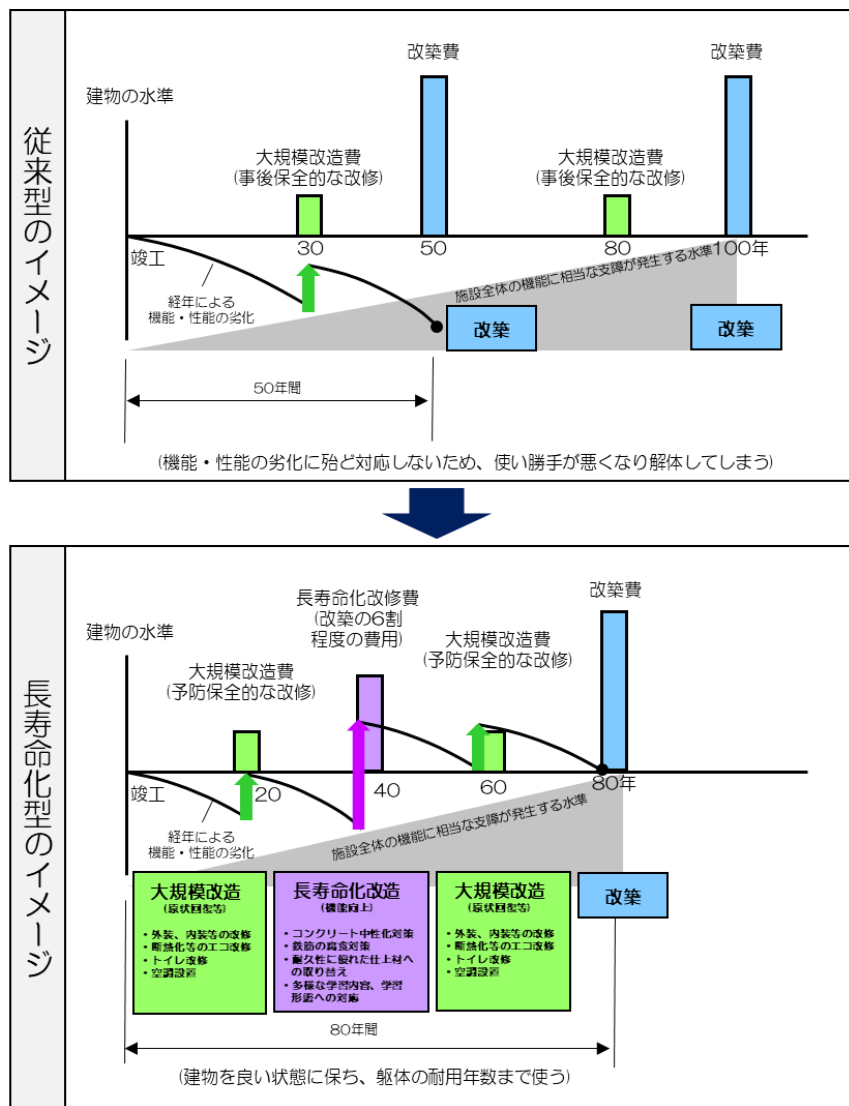 従来型のイメージ
建物の水準
改築費
改築費
大規模改造費
(事後保全的な改修)
大規模改造費
(事後保全的な改修)
竣工
30
50
80
100年
経年による
機能・性能の劣化
施設全体の機能に相当な支障が発生する水準
改築
改築
50年間
(機能・性能の劣化に殆ど対応しないため、使い勝手が悪くなり解体してしまう)
長寿命化型のイメージ
建物の水準
大規模改造費
(予防保全的な改修)
長寿命化改修費
(改築の6割
程度の費用)
大規模改造費
(予防保全的な改修)
改築費
竣工
20
40
60
80年
経年による
機能・性能の劣化
施設全体の機能に相当な支障が発生する水準
大規模改造
(原状回復等)
・外装、内装等の改修
・断熱化等のエコ改修
・トイレ改修
・空調設置
長寿命化改造
(機能向上)
・コンクリート中性化対策
・鉄筋の腐食対策
・耐久性に優れた仕上材へ
の取り替え
・多様な学習内容、学習
形態への対応
大規模改造
(原状回復等)
・外装、内装等の改修
・断熱化等のエコ改修
・トイレ改修
・空調設置
改築
80年間
(建物を良い状態に保ち、躯体の耐用年数まで使う)